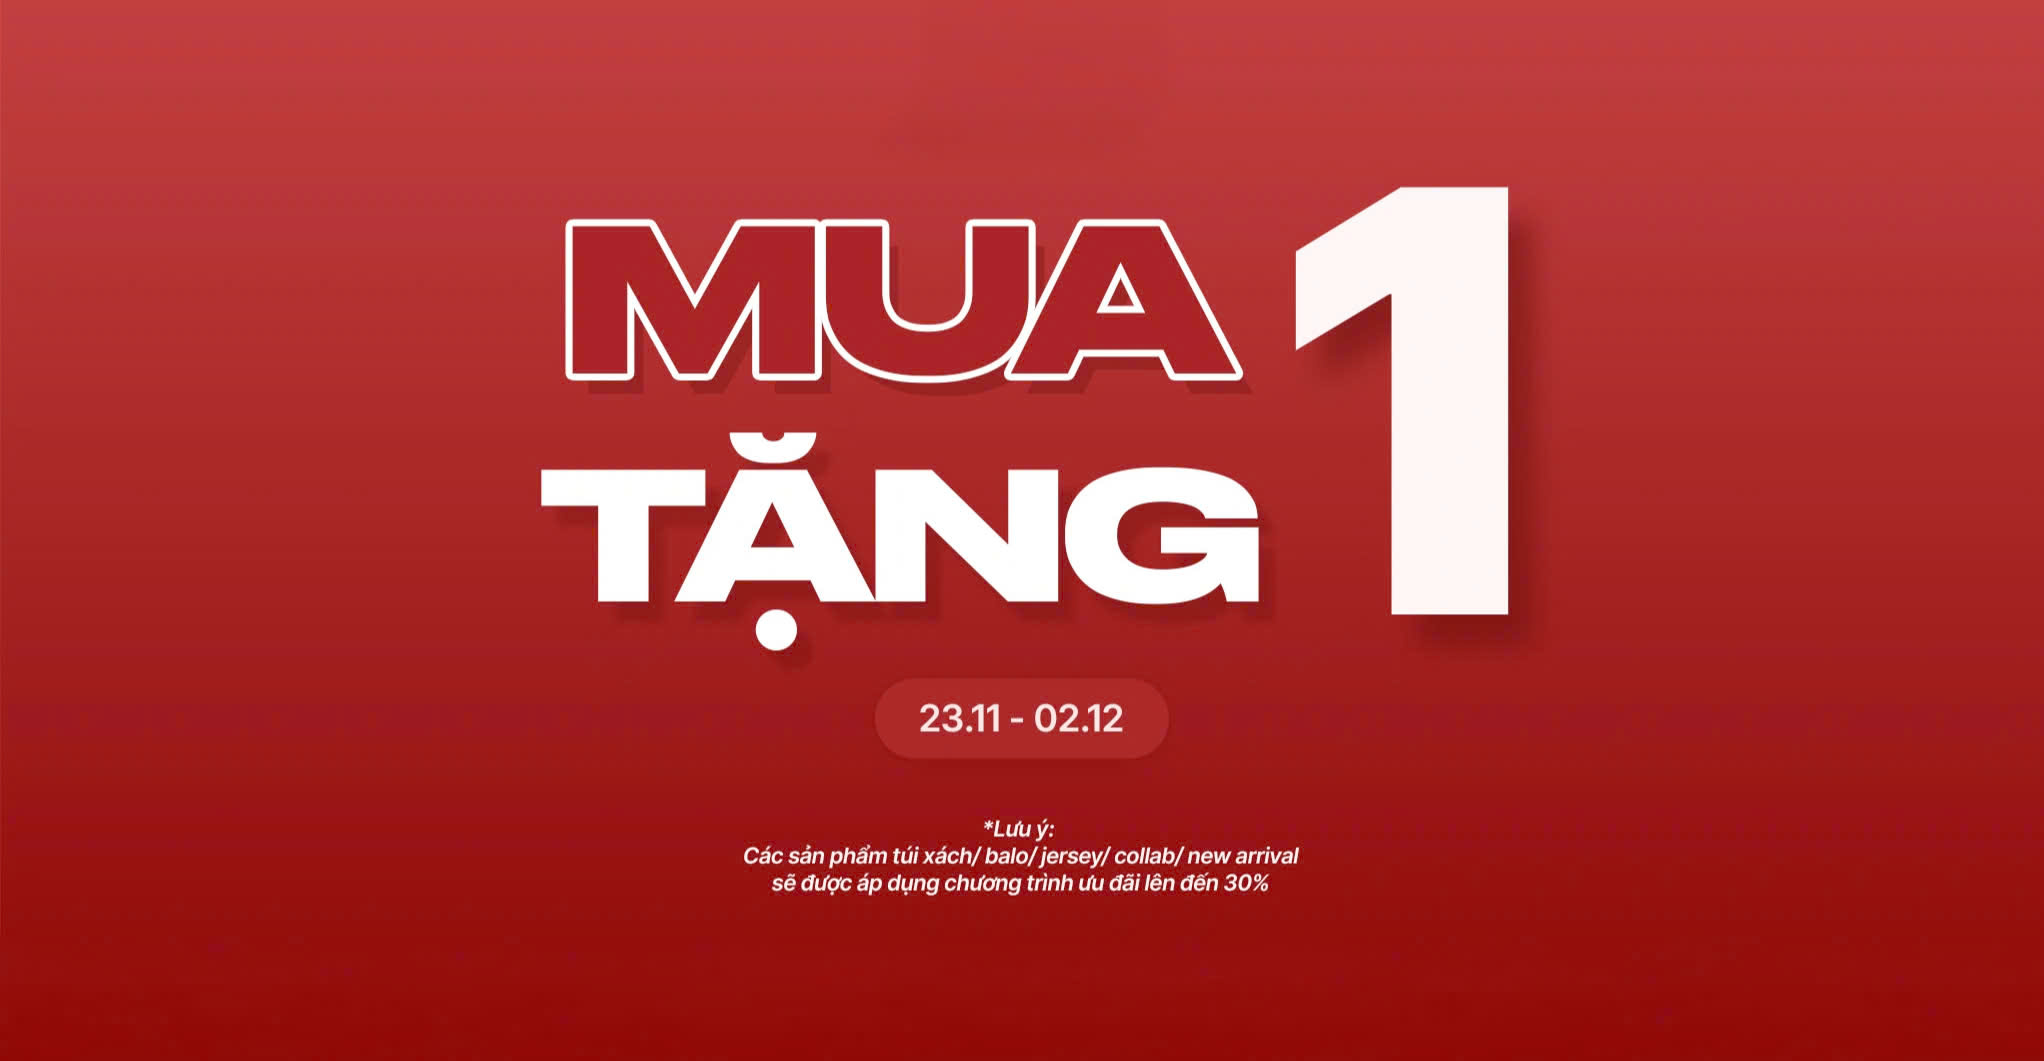 MUA 1
TẶNG
23.11 - 02.12
*Lưu ý:
Các sản phẩm túi xách/ balo/ jersey/ collab/ new arrival
sẽ được áp dụng chương trình ưu đãi lên đến 30%